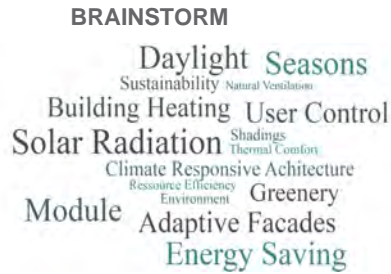 BRAINSTORM
Daylight Seasons
Sustainability Natural Ventilation
Building Heating User Control
Solar Radiation Shadings
Thermal Comfort
Climate Responsive Achitecture
Ressource Efficiency
Environment Greenery
Module Adaptive Facades
Energy Saving